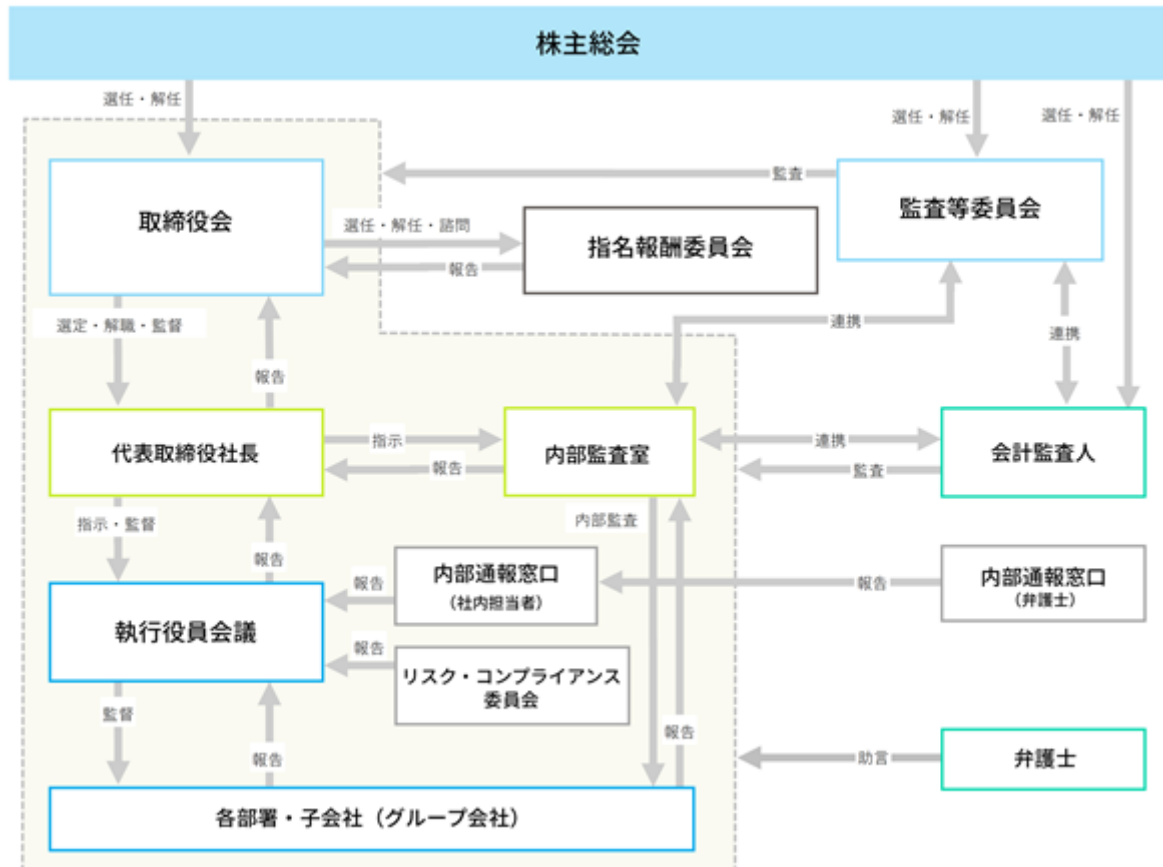 株主総会
選任・解任
選任・解任
選任・解任
取締役会
監査
監査等委員会
選任・解任・諮問
報告
指名報酬委員会
選定・解職・監督
報告
連携
連携
代表取締役社長
指示
報告
内部監査室
連携
監査
会計監査人
指示・監督
報告
内部監査
報告
内部通報窓口
（社内担当者）
報告
内部通報窓口
（弁護士）
執行役員会議
報告
リスク・コンプライアンス
委員会
監督
報告
報告
助言
弁護士
各部署・子会社（グループ会社）